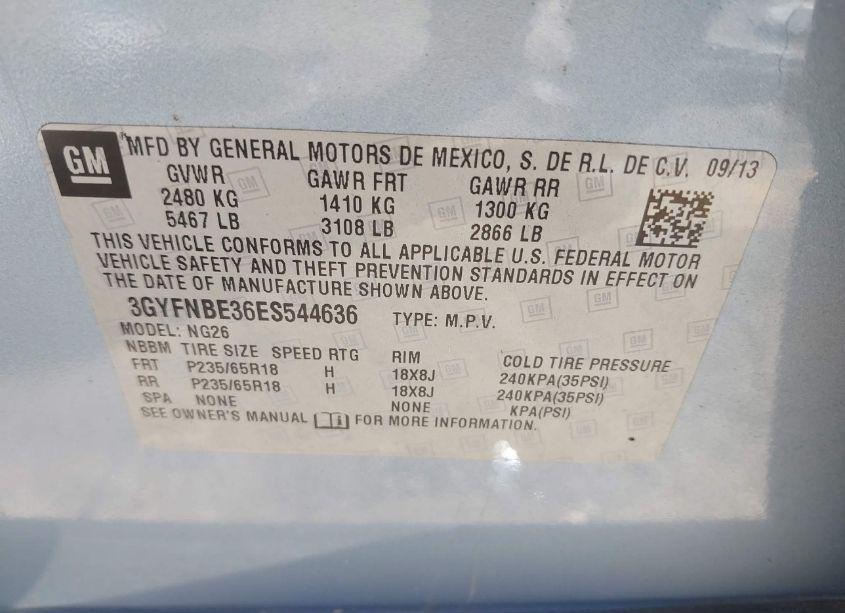 GM
MFD BY GENERAL MOTORS DE MEXICO, S. DE R.L. DE C.V. 09/13
GVWR GAWR FRT GAWR RR
2480 KG 1410 KG 1300 KG
5467 LB 3108 LB 2866 LB
THIS VEHICLE CONFORMS TO ALL APPLICABLE U.S. FEDERAL MOTOR
VEHICLE SAFETY AND THEFT PREVENTION STANDARDS IN EFFECT ON
THE DATE OF MANUFACTURE SHOWN ABOVE.
3GYFNBE36ES544636 TYPE: M.P.V.
MODEL: NG26
NBBM TIRE SIZE SPEED RTG RIM COLD TIRE PRESSURE
FRT P235/65R18 H 18X8J 240KPA(35PSI)
RR P235/65R18 H 18X8J 240KPA(35PSI)
SPA NONE NONE KPA(PSI)
SEE OWNER'S MANUAL FOR MORE INFORMATION.